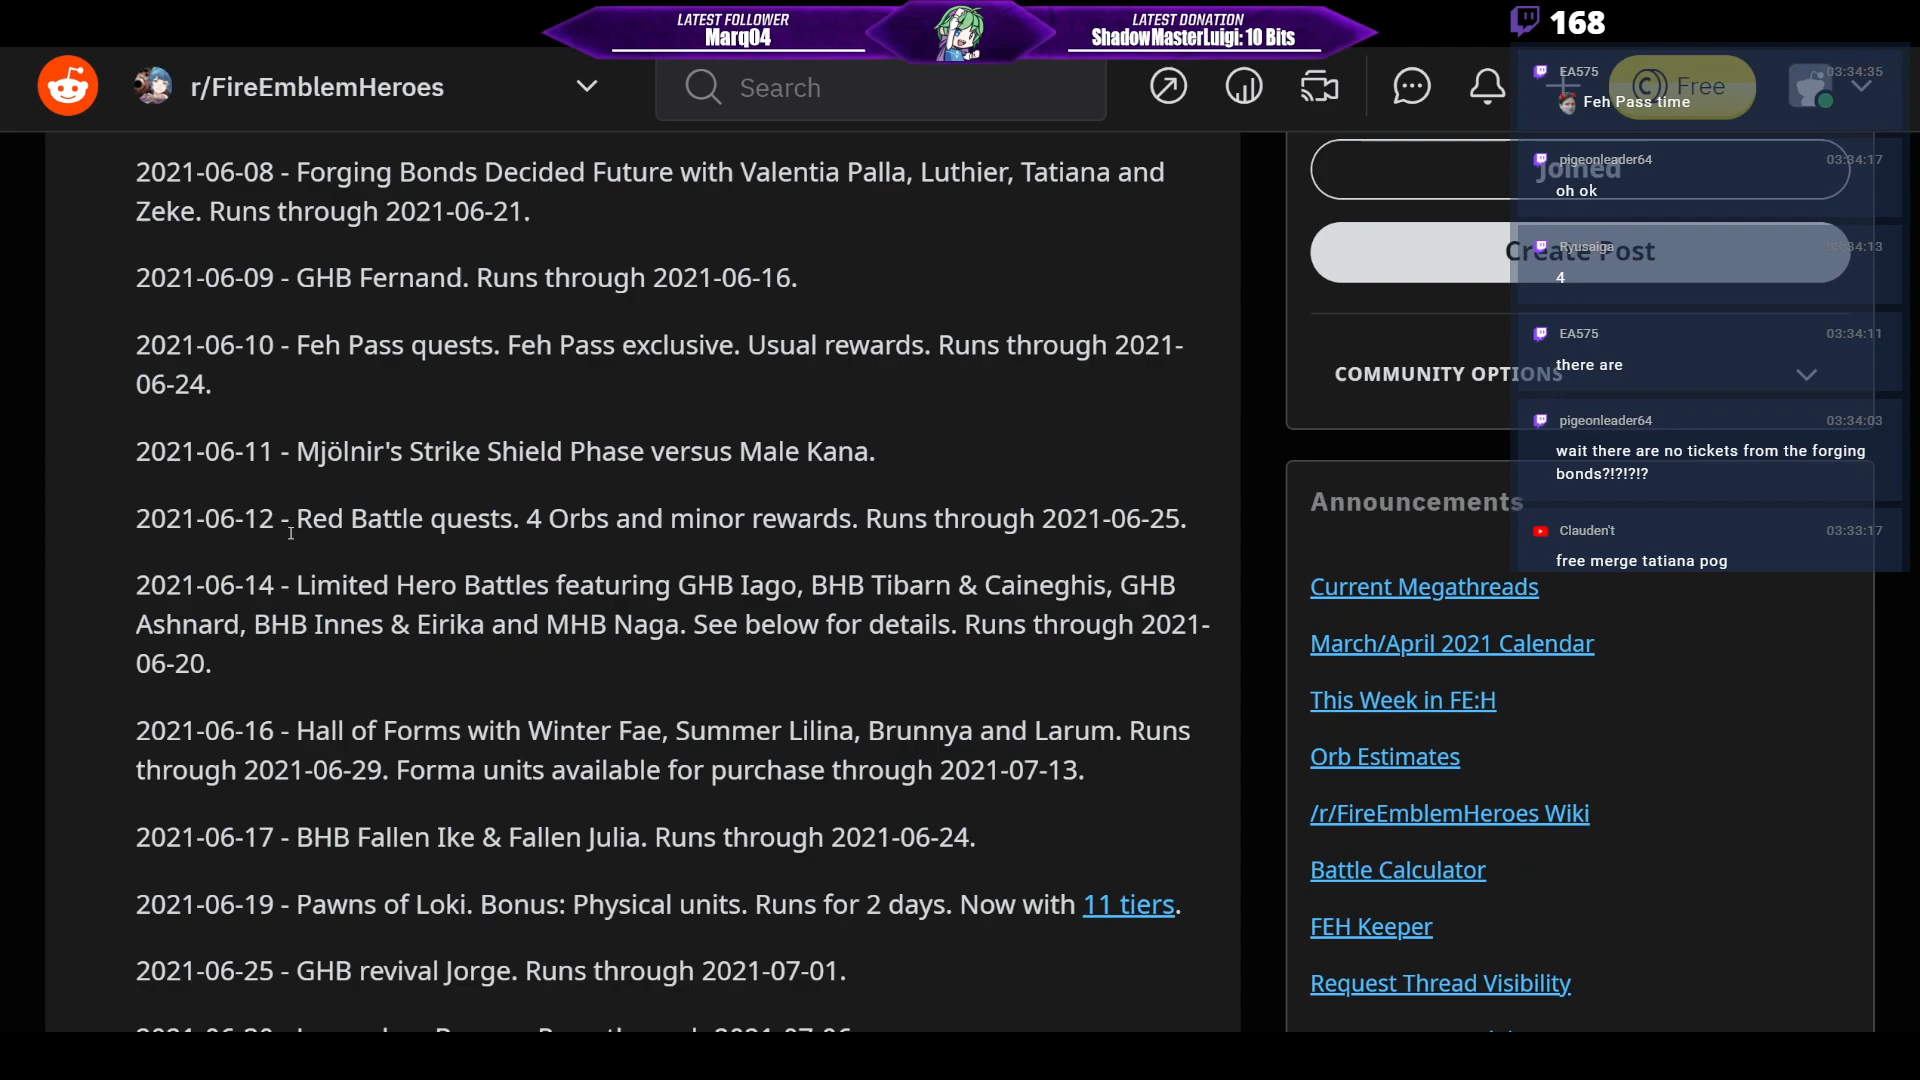 LATEST FOLLOWER
Marq04
LATEST DONATION
ShadowMasterLuigi: 10 Bits
168
r/FireEmblemHeroes
Search
Free
2021-06-08 - Forging Bonds Decided Future with Valentia Palla, Luthier, Tatiana and
Zeke. Runs through 2021-06-21.
2021-06-09 - GHB Fernand. Runs through 2021-06-16.
2021-06-10 - Feh Pass quests. Feh Pass exclusive. Usual rewards. Runs through 2021-
06-24.
2021-06-11 - Mjölnir's Strike Shield Phase versus Male Kana.
2021-06-12 - Red Battle quests. 4 Orbs and minor rewards. Runs through 2021-06-25.
2021-06-14 - Limited Hero Battles featuring GHB Iago, BHB Tibarn & Caineghis, GHB
Ashnard, BHB Innes & Eirika and MHB Naga. See below for details. Runs through 2021-
06-20.
2021-06-16 - Hall of Forms with Winter Fae, Summer Lilina, Brunnya and Larum. Runs
through 2021-06-29. Forma units available for purchase through 2021-07-13.
2021-06-17 - BHB Fallen Ike & Fallen Julia. Runs through 2021-06-24.
2021-06-19 - Pawns of Loki. Bonus: Physical units. Runs for 2 days. Now with 11 tiers.
2021-06-25 - GHB revival Jorge. Runs through 2021-07-01.
Joined
Create Post
COMMUNITY OPTIONS
Announcements
Current Megathreads
March/April 2021 Calendar
This Week in FE:H
Orb Estimates
/r/FireEmblemHeroes Wiki
Battle Calculator
FEH Keeper
Request Thread Visibility
EA575 03:34:35
Feh Pass time
pigeonleader64 03:34:17
oh ok
Ryusaiga 03:34:13
4
EA575 03:34:11
there are
pigeonleader64 03:34:03
wait there are no tickets from the forging
bonds?!?!?!?
Clauden't 03:33:17
free merge tatiana pog